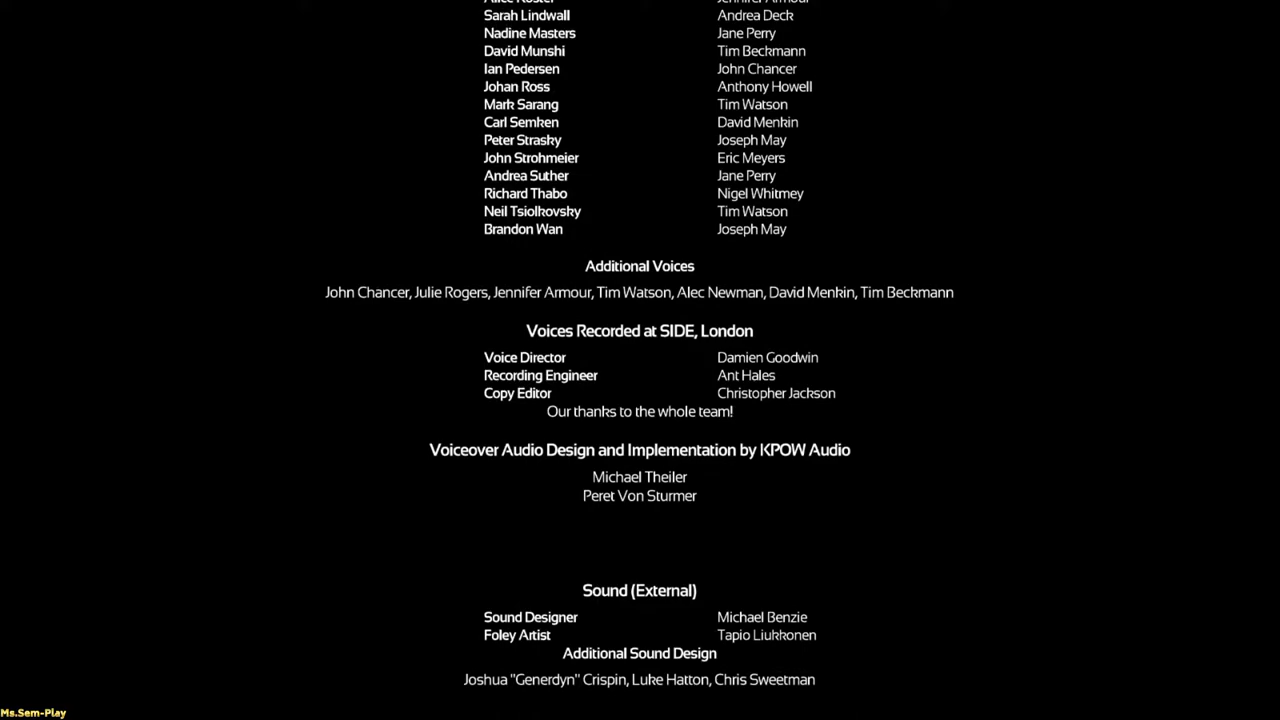 Alice Koster Jennifer Armour
Sarah Lindwall Andrea Deck
Nadine Masters Jane Perry
David Munshi Tim Beckmann
Ian Pedersen John Chancer
Johan Ross Anthony Howell
Mark Sarang Tim Watson
Carl Semken David Menkin
Peter Strasky Joseph May
John Strohmeier Eric Meyers
Andrea Suther Jane Perry
Richard Thabo Nigel Whitmey
Neil Tsiolkovsky Tim Watson
Brandon Wan Joseph May
Additional Voices
John Chancer, Julie Rogers, Jennifer Armour, Tim Watson, Alec Newman, David Menkin, Tim Beckmann
Voices Recorded at SIDE, London
Voice Director Damien Goodwin
Recording Engineer Ant Hales
Copy Editor Christopher Jackson
Our thanks to the whole team!
Voiceover Audio Design and Implementation by KPOW Audio
Michael Theiler
Peret Von Sturmer
Sound (External)
Sound Designer Michael Benzie
Foley Artist Tapio Liukkonen
Additional Sound Design
Joshua "Generdyn" Crispin, Luke Hatton, Chris Sweetman
Ms.Sem-Play